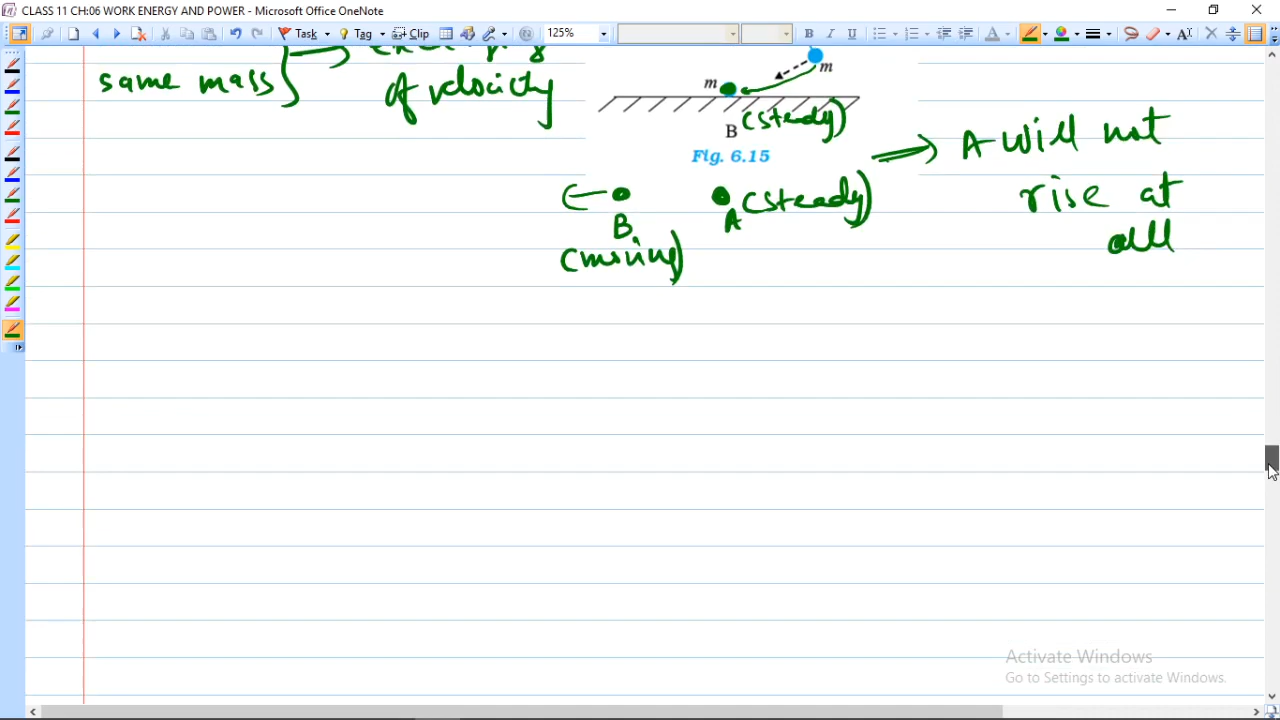 CLASS 11 CH:06 WORK ENERGY AND POWER - Microsoft Office OneNote
Task Tag Clip 125% B I U A
same mass
of velocity
m
m
B (steady)
Fig. 6.15
B A (steady)
(moving)
⇒ A will not
rise at
all
Activate Windows
Go to Settings to activate Windows.